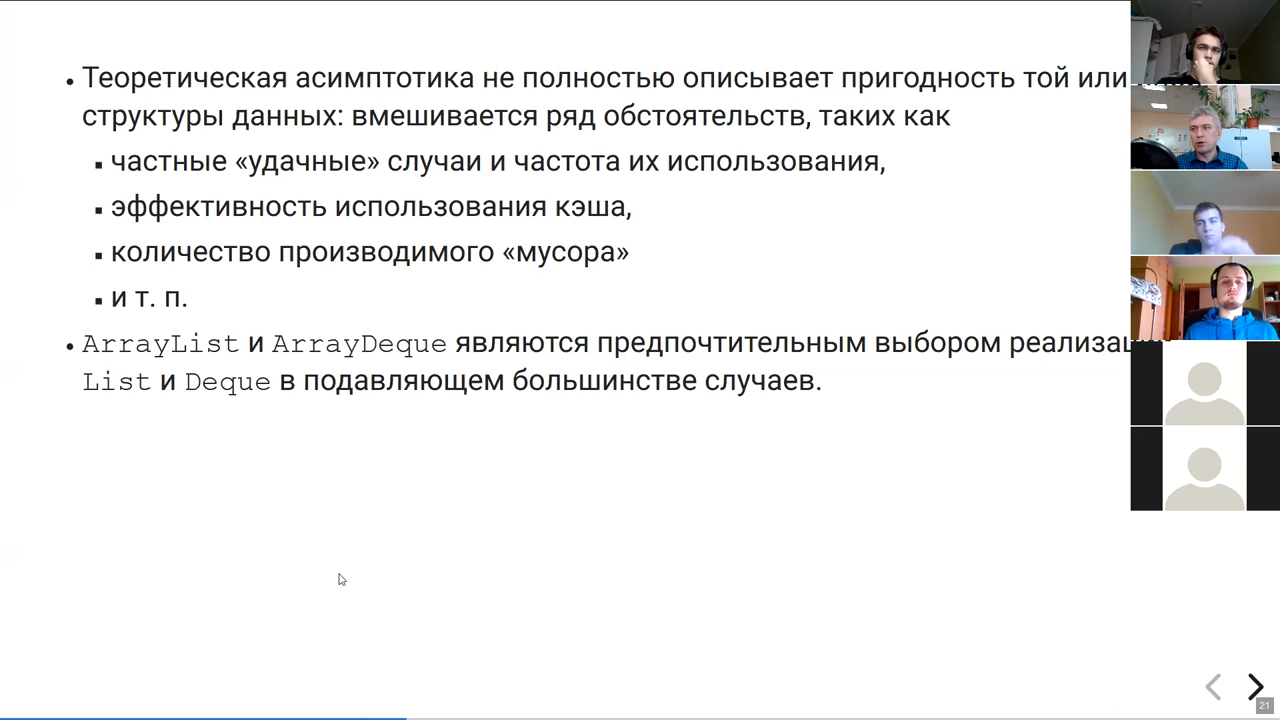 Теоретическая асимптотика не полностью описывает пригодность той или
структуры данных: вмешивается ряд обстоятельств, таких как
частные «удачные» случаи и частота их использования,
эффективность использования кэша,
количество производимого «мусора»
и т. п.
ArrayList и ArrayDeque являются предпочтительным выбором
List и Deque в подавляющем большинстве случаев.
21